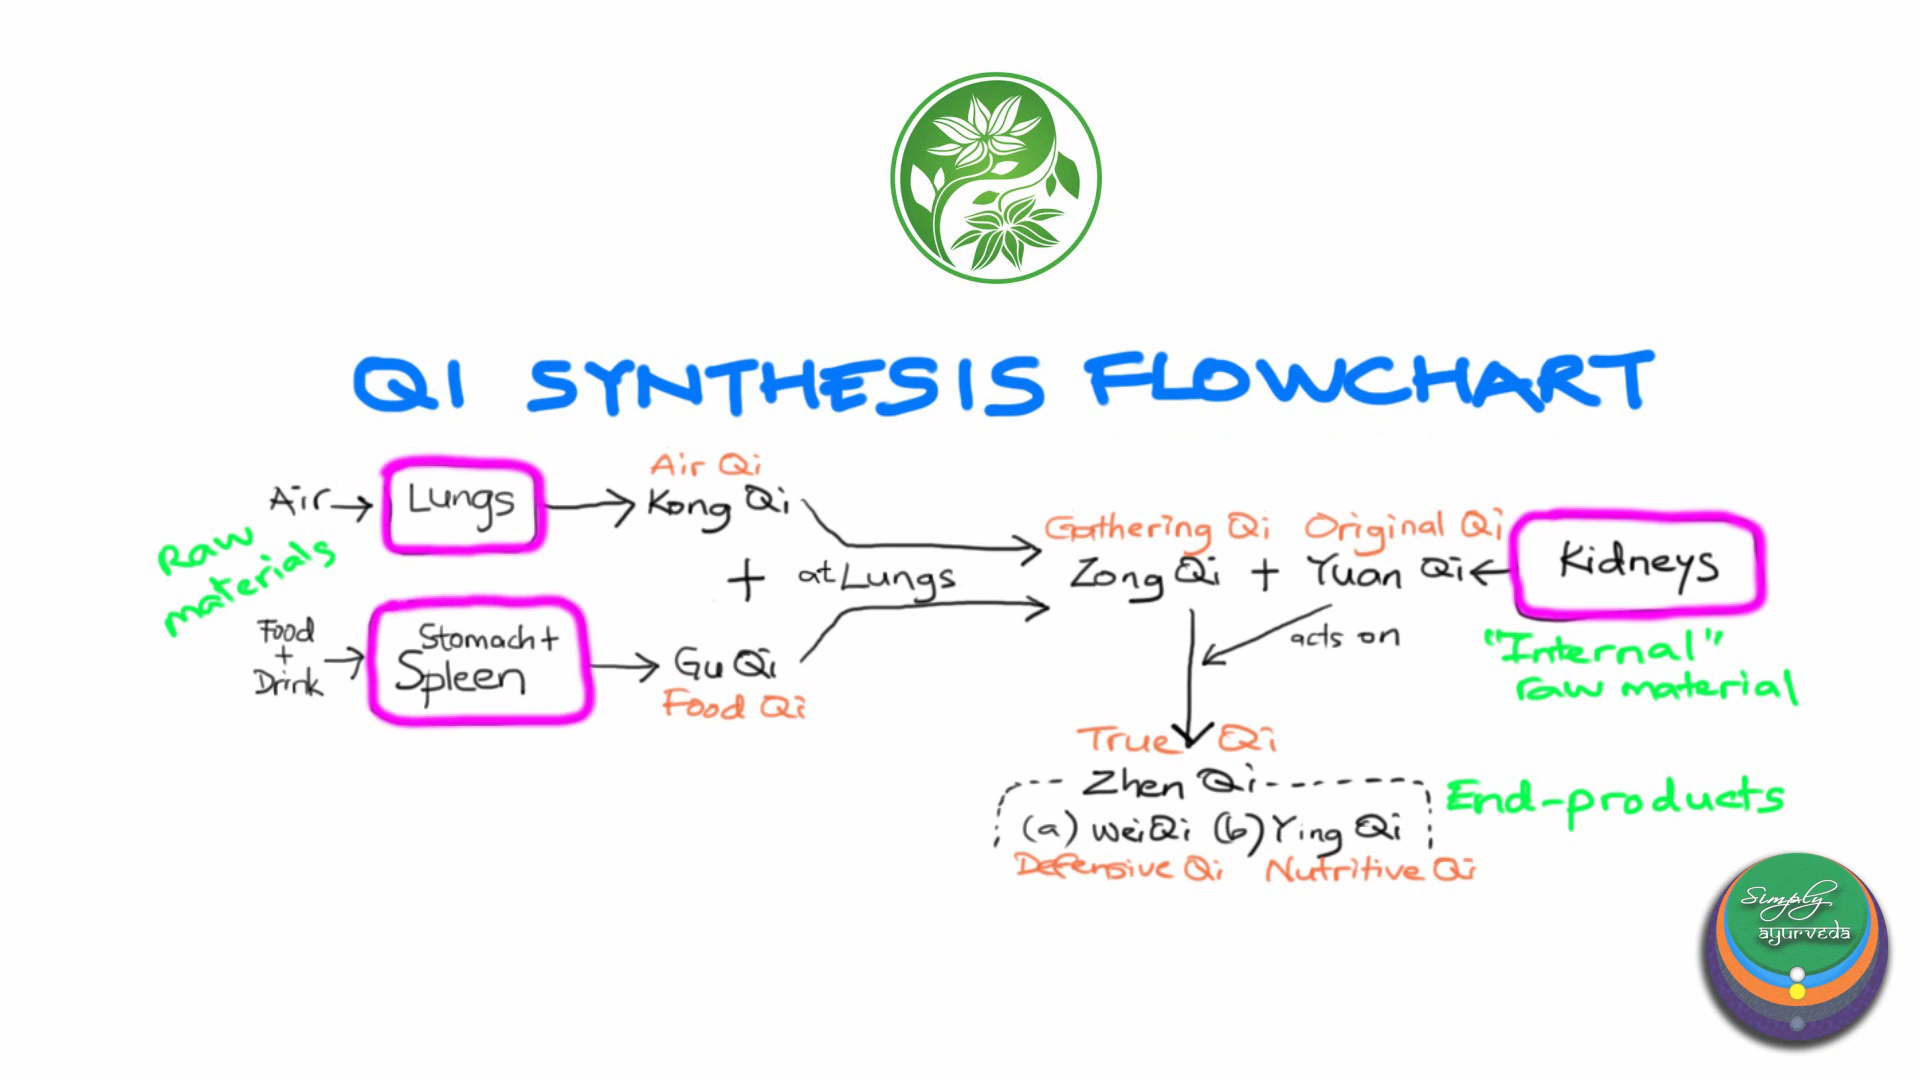 QI SYNTHESIS FLOWCHART
Air
Lungs
Air Qi
Kong Qi
Raw
materials
+ at Lungs
Food
+
Drink
Stomach +
Spleen
Gu Qi
Food Qi
Gathering Qi Original Qi
Zong Qi + Yuan Qi
Kidneys
acts on
"Internal"
raw material
True Qi
Zhen Qi
(a) Wei Qi (b) Ying Qi
Defensive Qi Nutritive Qi
End-products
Simply
ayurveda